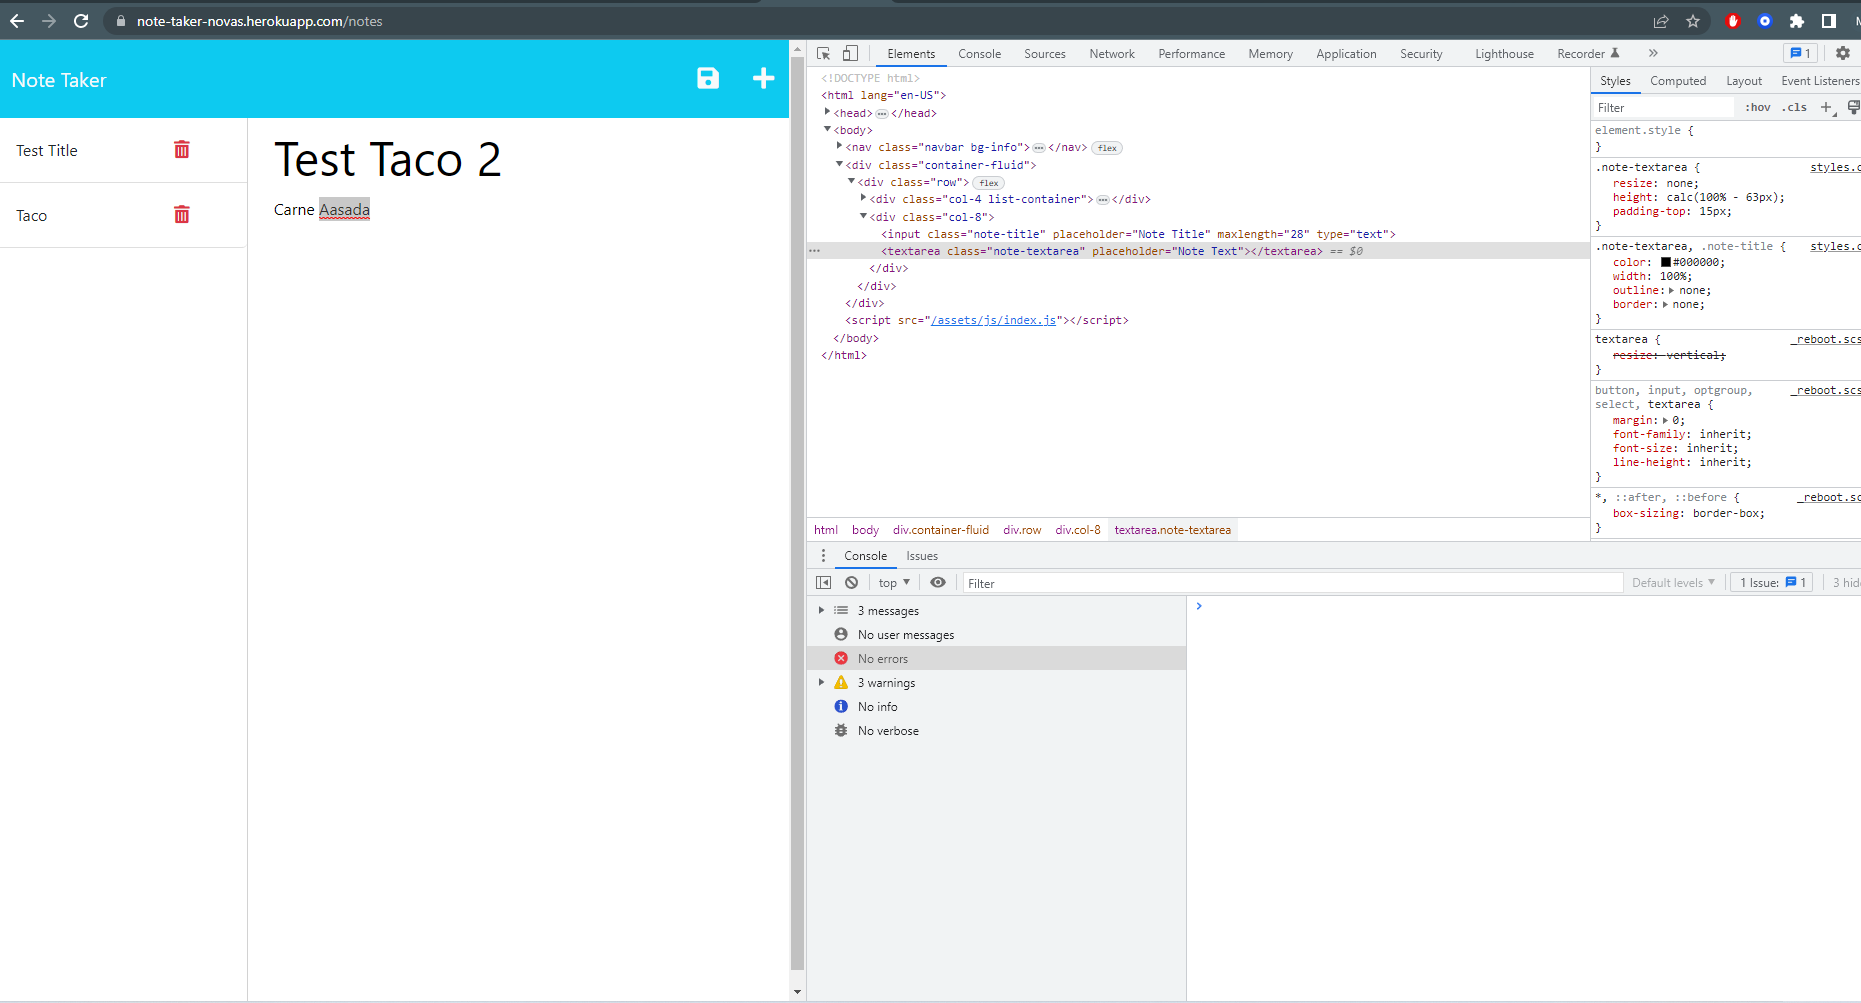 note-taker-novas.herokuapp.com/notes
Note Taker
Test Title
Taco
Test Taco 2
Carne Aasada
Elements Console Sources Network Performance Memory Application Security Lighthouse Recorder » 1
<!DOCTYPE html>
<html lang="en-US">
<head>…</head>
<body>
<nav class="navbar bg-info">…</nav> flex
<div class="container-fluid">
<div class="row"> flex
<div class="col-4 list-container">…</div>
<div class="col-8">
<input class="note-title" placeholder="Note Title" maxlength="28" type="text">
… <textarea class="note-textarea" placeholder="Note Text"></textarea> == $0
</div>
</div>
</div>
<script src="/assets/js/index.js"></script>
</body>
</html>
html body div.container-fluid div.row div.col-8 textarea.note-textarea
Styles Computed Layout Event Listeners
Filter :hov .cls +
element.style {
}
.note-textarea { styles.c
resize: none;
height: calc(100% - 63px);
padding-top: 15px;
}
.note-textarea, .note-title { styles.c
color: #000000;
width: 100%;
outline: none;
border: none;
}
textarea { _reboot.scs
resize: vertical;
}
button, input, optgroup, _reboot.scs
select, textarea {
margin: 0;
font-family: inherit;
font-size: inherit;
line-height: inherit;
}
*, ::after, ::before { _reboot.sc
box-sizing: border-box;
}
Console Issues
top Filter Default levels 1 Issue: 1 3 hid
3 messages
No user messages
No errors
3 warnings
No info
No verbose